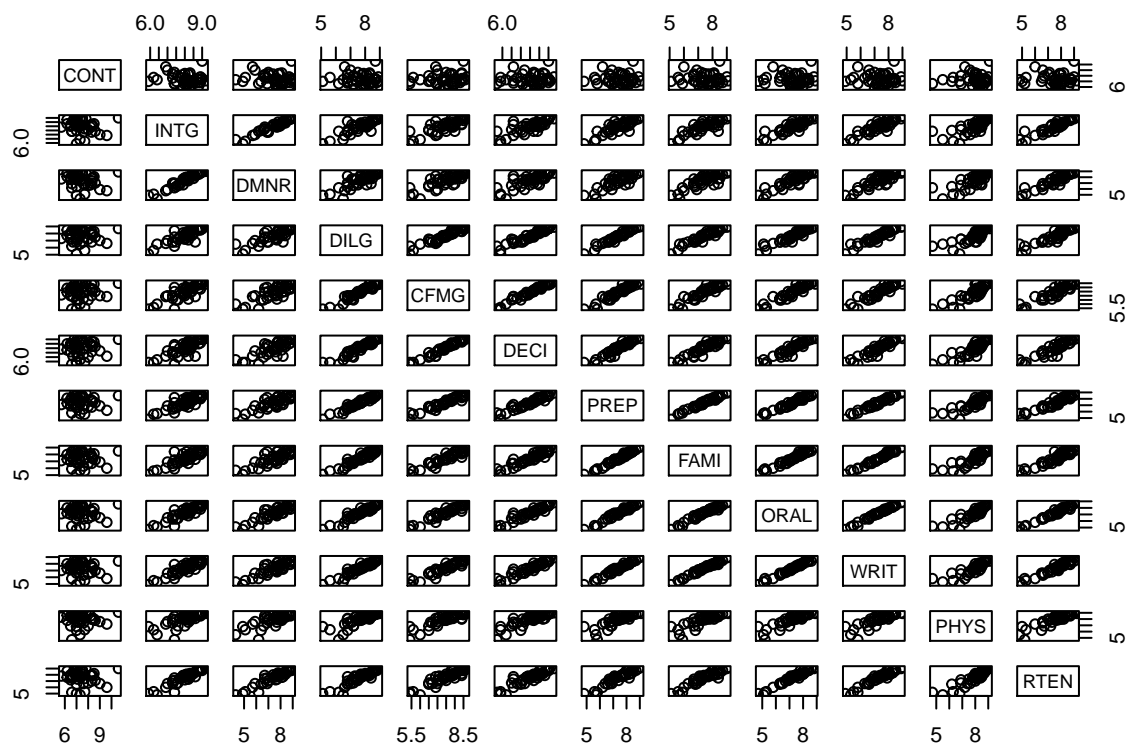 6.0 9.0 5 8 6.0 5 8 5 8 5 8
CONT 6
6.0 INTG
DMNR 5
5 DILG
CFMG 5.5
6.0 DECI
PREP 5
5 FAMI
ORAL 5
5 WRIT
PHYS 5
5 RTEN
6 9 5 8 5.5 8.5 5 8 5 8 5 8